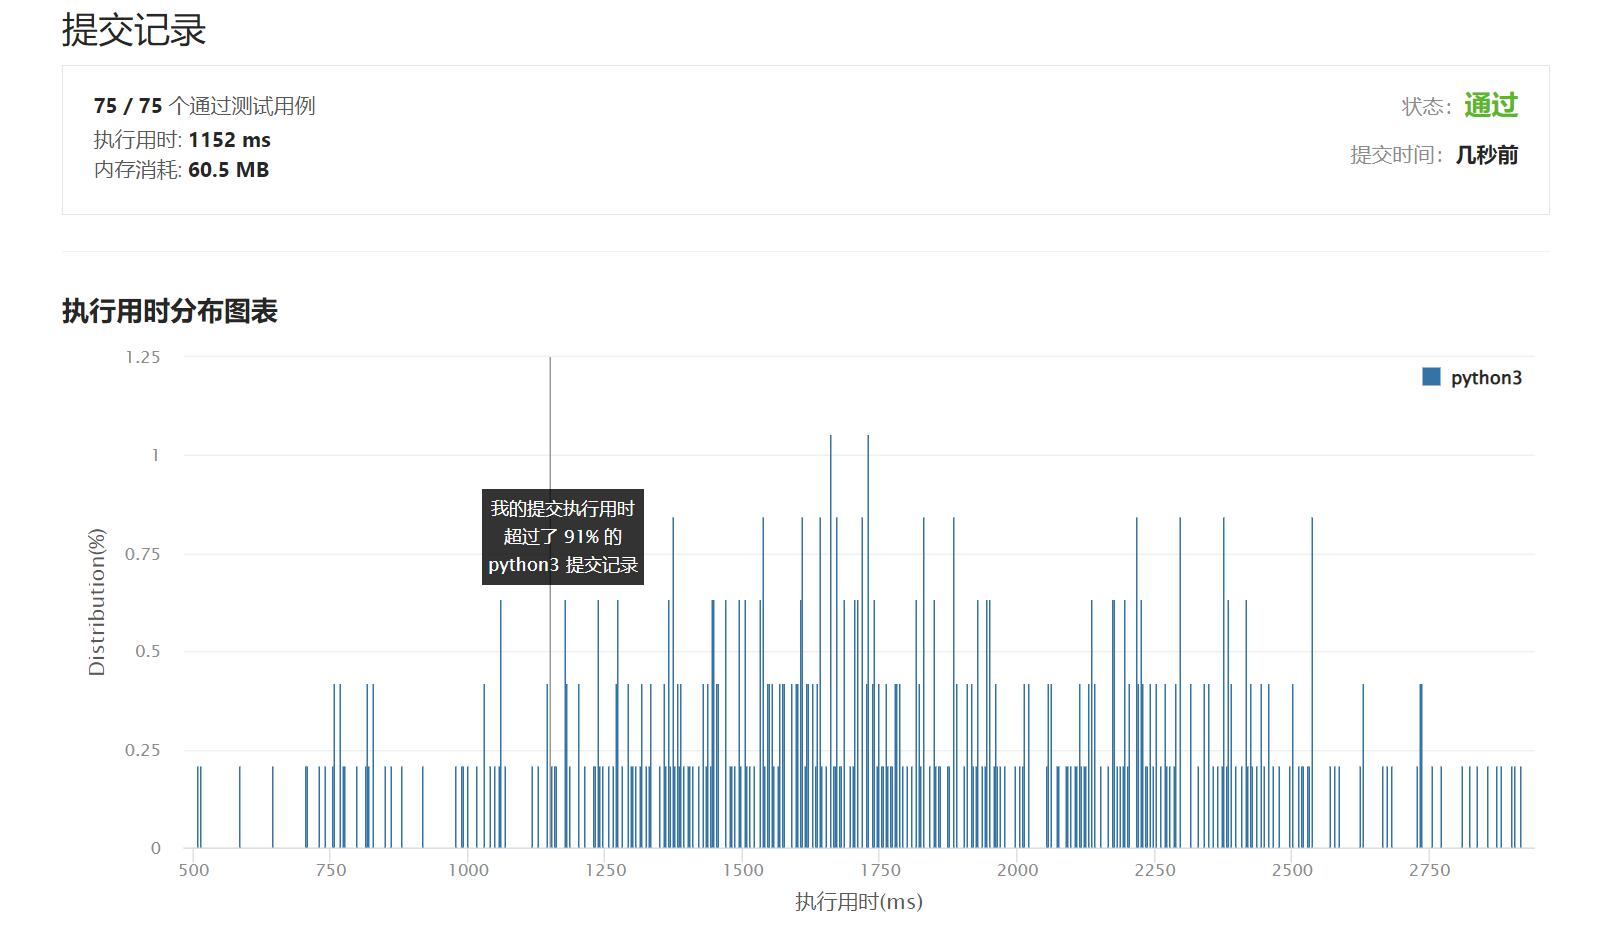 提交记录
75 / 75 个通过测试用例
状态：通过
执行用时: 1152 ms
提交时间：几秒前
内存消耗: 60.5 MB
执行用时分布图表
1.25
python3
1
我的提交执行用时
超过了 91% 的
python3 提交记录
0.75
Distribution(%)
0.5
0.25
0
500 750 1000 1250 1500 1750 2000 2250 2500 2750
执行用时(ms)